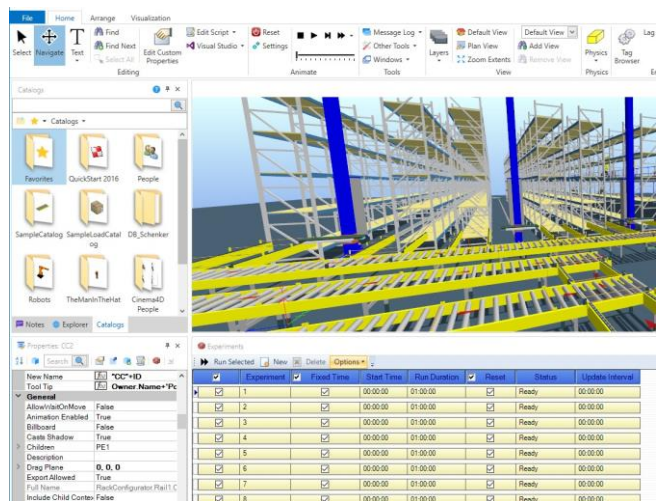 File Home Arrange Visualization
Select
Navigate
Text
Find
Find Next
Select All
Edit Custom Properties
Edit Script
Visual Studio
Editing
Reset
Settings
Animate
Message Log
Other Tools
Windows
Tools
Layers
Default View
Plan View
Zoom Extents
Default View
Add View
Remove View
View
Physics
Physics
Tag Browser
Lag
Catalogs
Catalogs
Favorites QuickStart 2016 People
SampleCatalog SampleLoadCatalog DB_Schenker
Robots TheManInTheHat Cinema4D People
Notes Explorer Catalogs
Properties: CC2
Search
New Name "CC"+ID
Tool Tip Owner.Name+'Po
General
AllowWaitOnMove False
Animation Enabled True
Billboard False
Casts Shadow True
Children PE1
Description
Drag Plane 0, 0, 0
Export Allowed True
Full Name RackConfigurator.Rail1.C
Include Child Contex False
Experiments
Run Selected New Delete Options
Experiment Fixed Time Start Time Run Duration Reset Status Update Interval
1 00:00:00 01:00:00 Ready 00:00:00
2 00:00:00 01:00:00 Ready 00:00:00
3 00:00:00 01:00:00 Ready 00:00:00
4 00:00:00 01:00:00 Ready 00:00:00
5 00:00:00 01:00:00 Ready 00:00:00
6 00:00:00 01:00:00 Ready 00:00:00
7 00:00:00 01:00:00 Ready 00:00:00
8 00:00:00 01:00:00 Ready 00:00:00